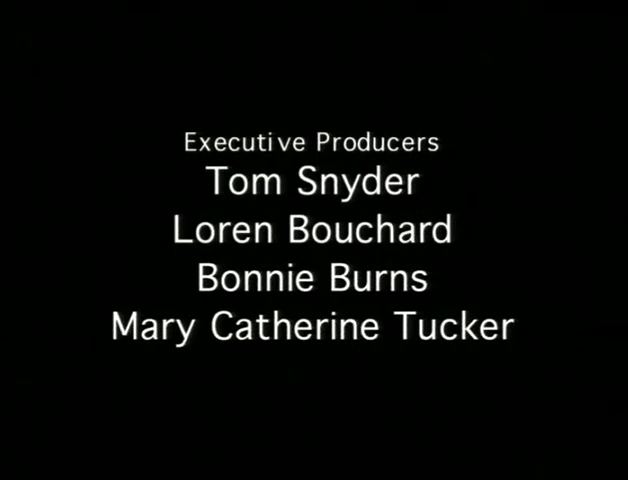 Executive Producers
Tom Snyder
Loren Bouchard
Bonnie Burns
Mary Catherine Tucker